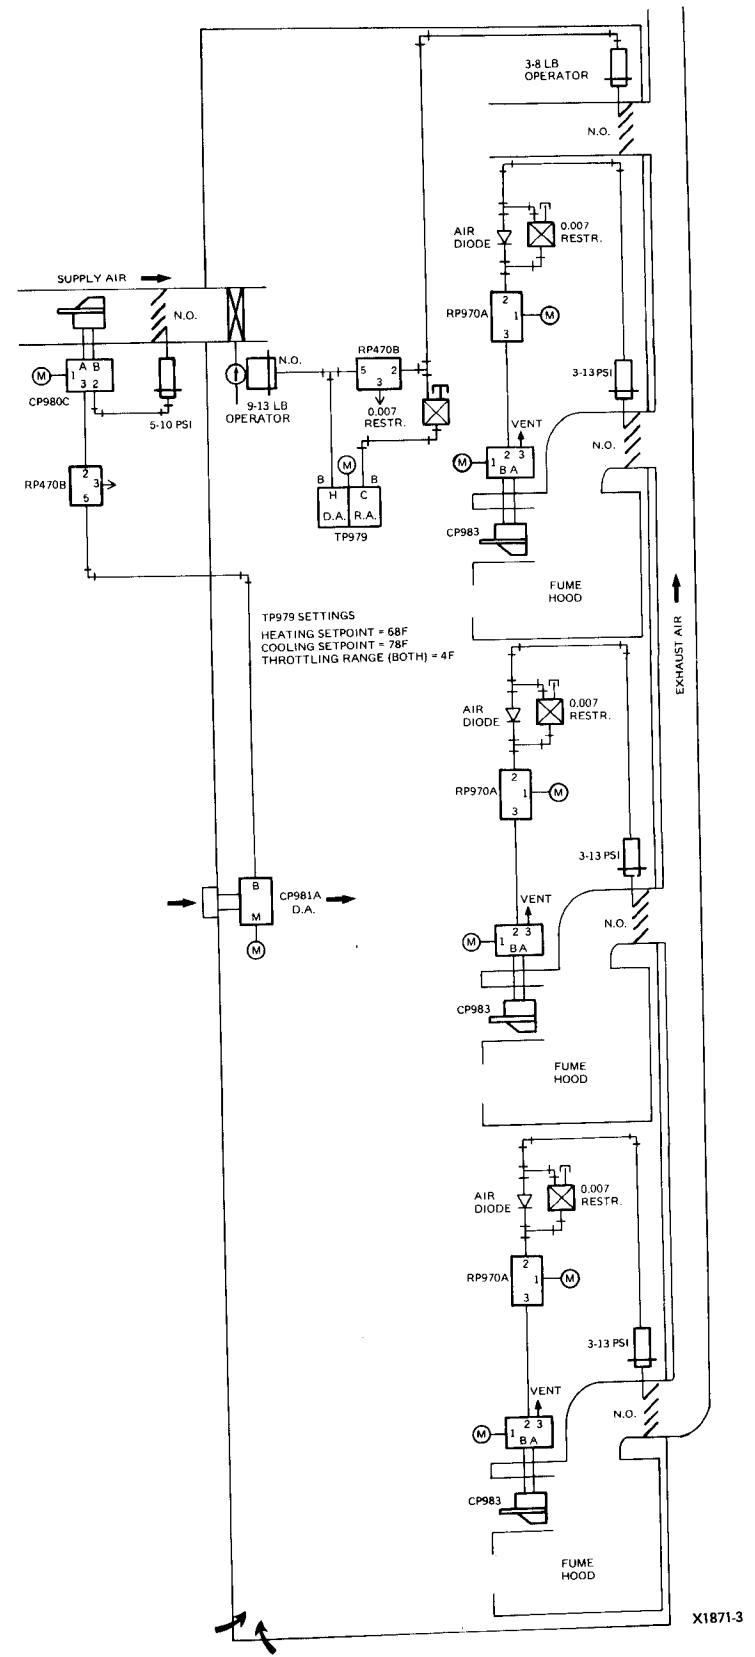 3-8 LB
OPERATOR
N.O.
AIR
DIODE
0.007
RESTR.
SUPPLY AIR
N.O.
2
RP970A
1
M
3
A B
M
1
3 2
CP980C
5-10 PSI
N.O.
9-13 LB
OPERATOR
RP470B
5 2
3
0.007
RESTR.
3-13 PSI
N.O.
VENT
M
1
2 3
B A
RP470B
2
3
5
B
M
B
H
C
D.A.
R.A.
TP979
CP983
FUME
HOOD
TP979 SETTINGS
HEATING SETPOINT = 68F
COOLING SETPOINT = 78F
THROTTLING RANGE (BOTH) = 4F
EXHAUST AIR
AIR
DIODE
0.007
RESTR.
2
RP970A
1
M
3
3-13 PSI
B
M
CP981A
D.A.
M
VENT
M
1
2 3
B A
N.O.
CP983
FUME
HOOD
AIR
DIODE
0.007
RESTR.
2
RP970A
1
M
3
3-13 PSI
VENT
M
1
2 3
B A
N.O.
CP983
FUME
HOOD
X1871-3